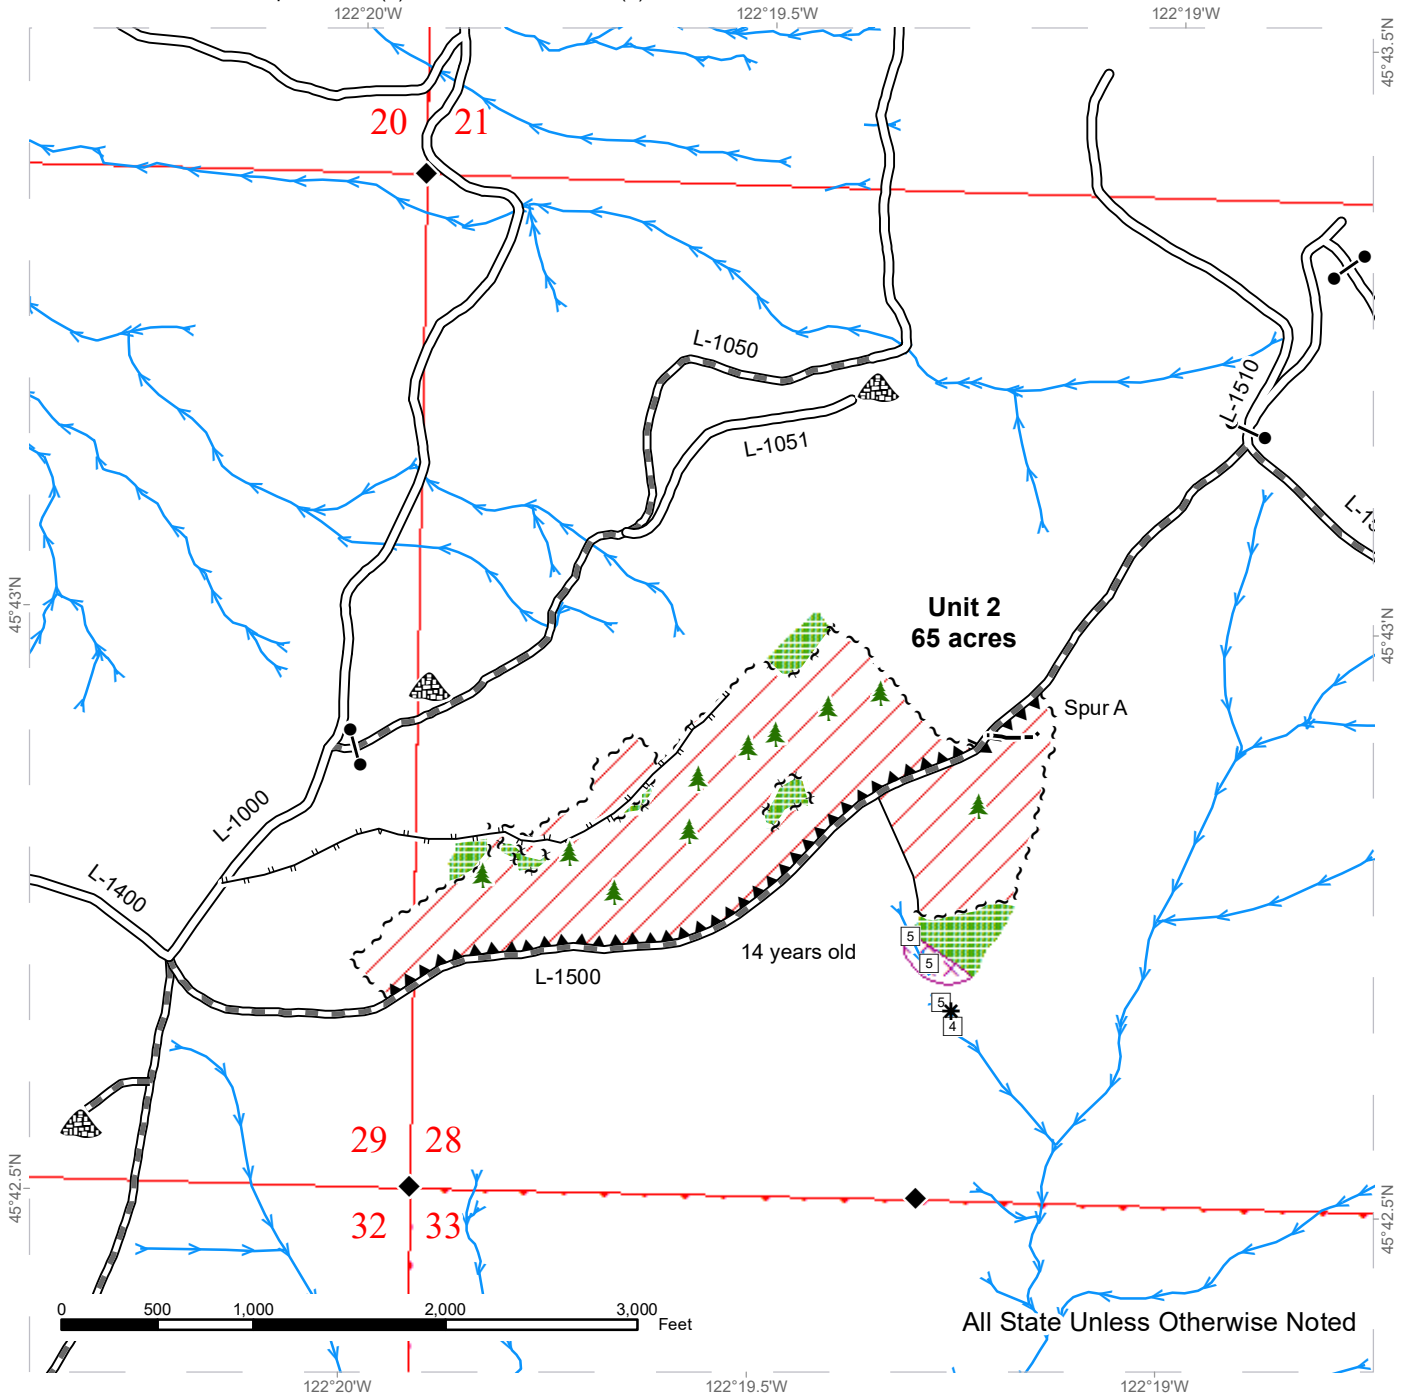 122°20'W
122°19.5'W
122°19'W
45°43.5'N
20
21
L-1050
L-1051
L-1510
45°43'N
Unit 2
65 acres
45°43'N
Spur A
L-1000
L-1400
14 years old
L-1500
5
5
5
4
29
28
45°42.5'N
32
33
45°42.5'N
0
500
1,000
2,000
3,000
Feet
All State Unless Otherwise Noted
122°20'W
122°19.5'W
122°19'W